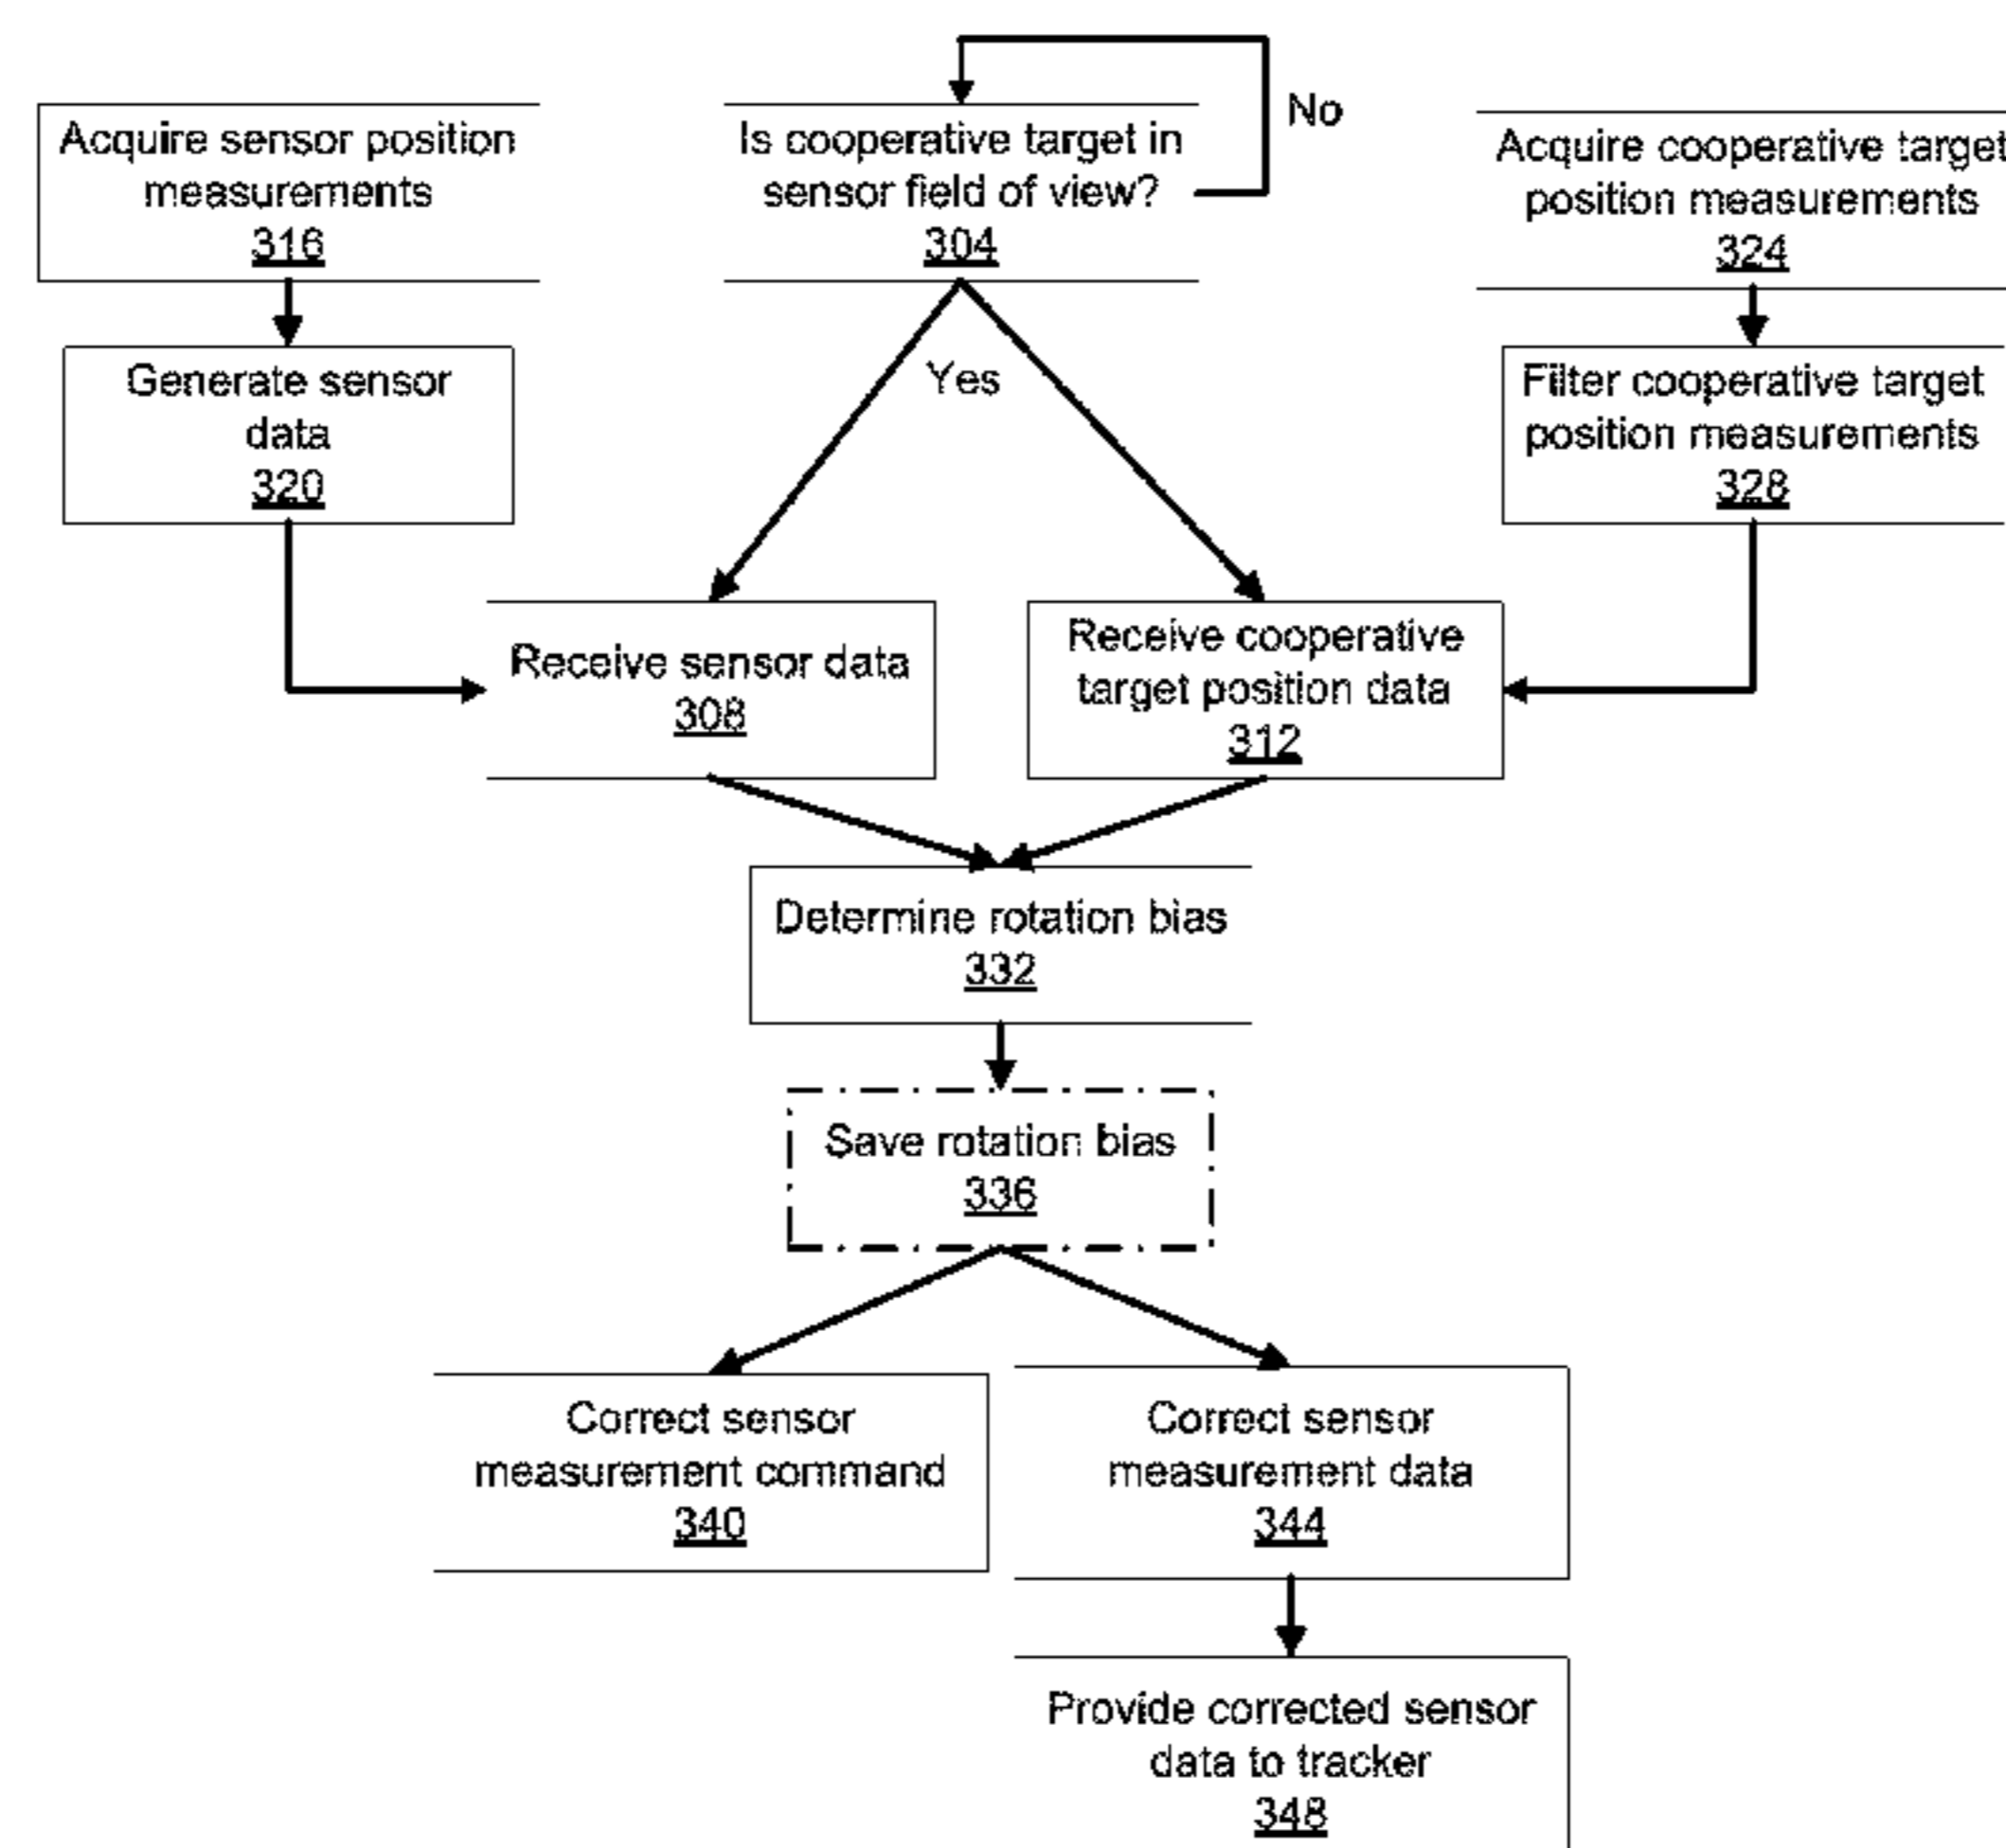 Acquire sensor position
measurements
316
Is cooperative target in
sensor field of view?
304
No
Acquire cooperative target
position measurements
324
Generate sensor
data
320
Yes
Filter cooperative target
position measurements
328
Receive sensor data
308
Receive cooperative
target position data
312
Determine rotation bias
332
Save rotation bias
336
Correct sensor
measurement command
340
Correct sensor
measurement data
344
Provide corrected sensor
data to tracker
348